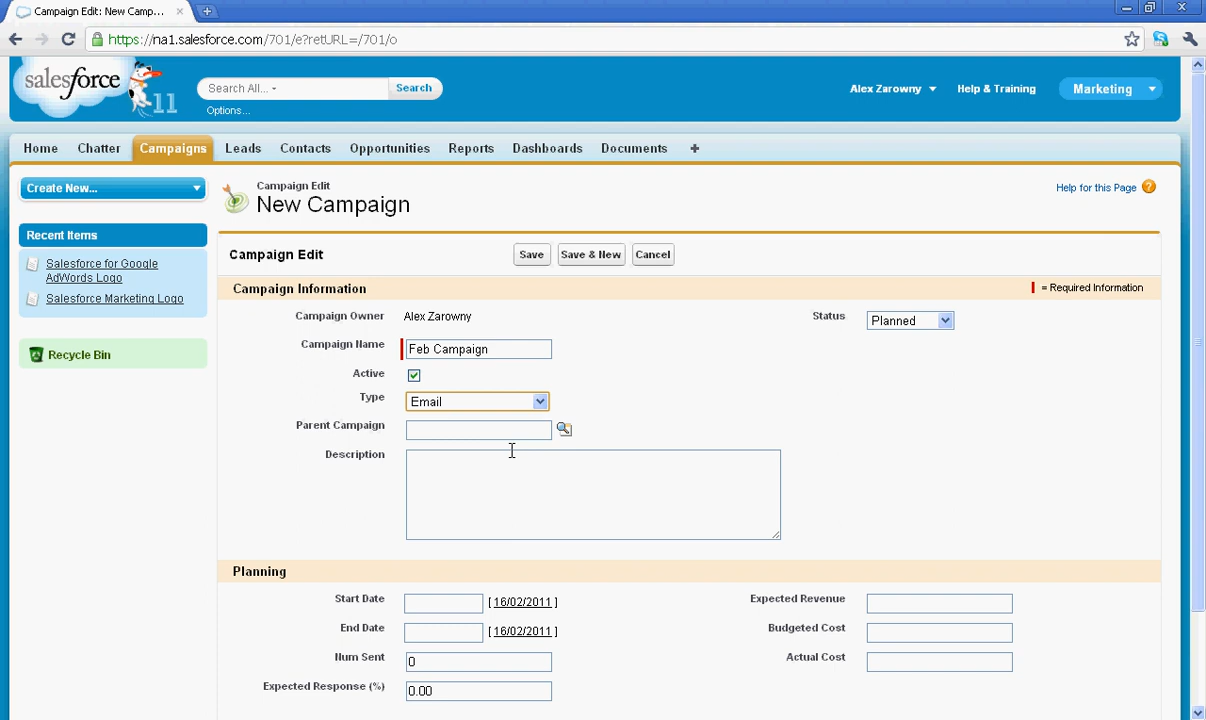 Campaign Edit: New Camp...
https://na1.salesforce.com/701/e?retURL=/701/o
salesforce
11
Search All...
Search
Options...
Alex Zarowny
Help & Training
Marketing
Home
Chatter
Campaigns
Leads
Contacts
Opportunities
Reports
Dashboards
Documents
+
Create New...
Recent Items
Salesforce for Google
AdWords Logo
Salesforce Marketing Logo
Recycle Bin
Campaign Edit
New Campaign
Help for this Page ?
Campaign Edit
Save
Save & New
Cancel
Campaign Information
= Required Information
Campaign Owner Alex Zarowny
Status Planned
Campaign Name Feb Campaign
Active
Type Email
Parent Campaign
Description
Planning
Start Date [ 16/02/2011 ]
Expected Revenue
End Date [ 16/02/2011 ]
Budgeted Cost
Num Sent 0
Actual Cost
Expected Response (%) 0.00